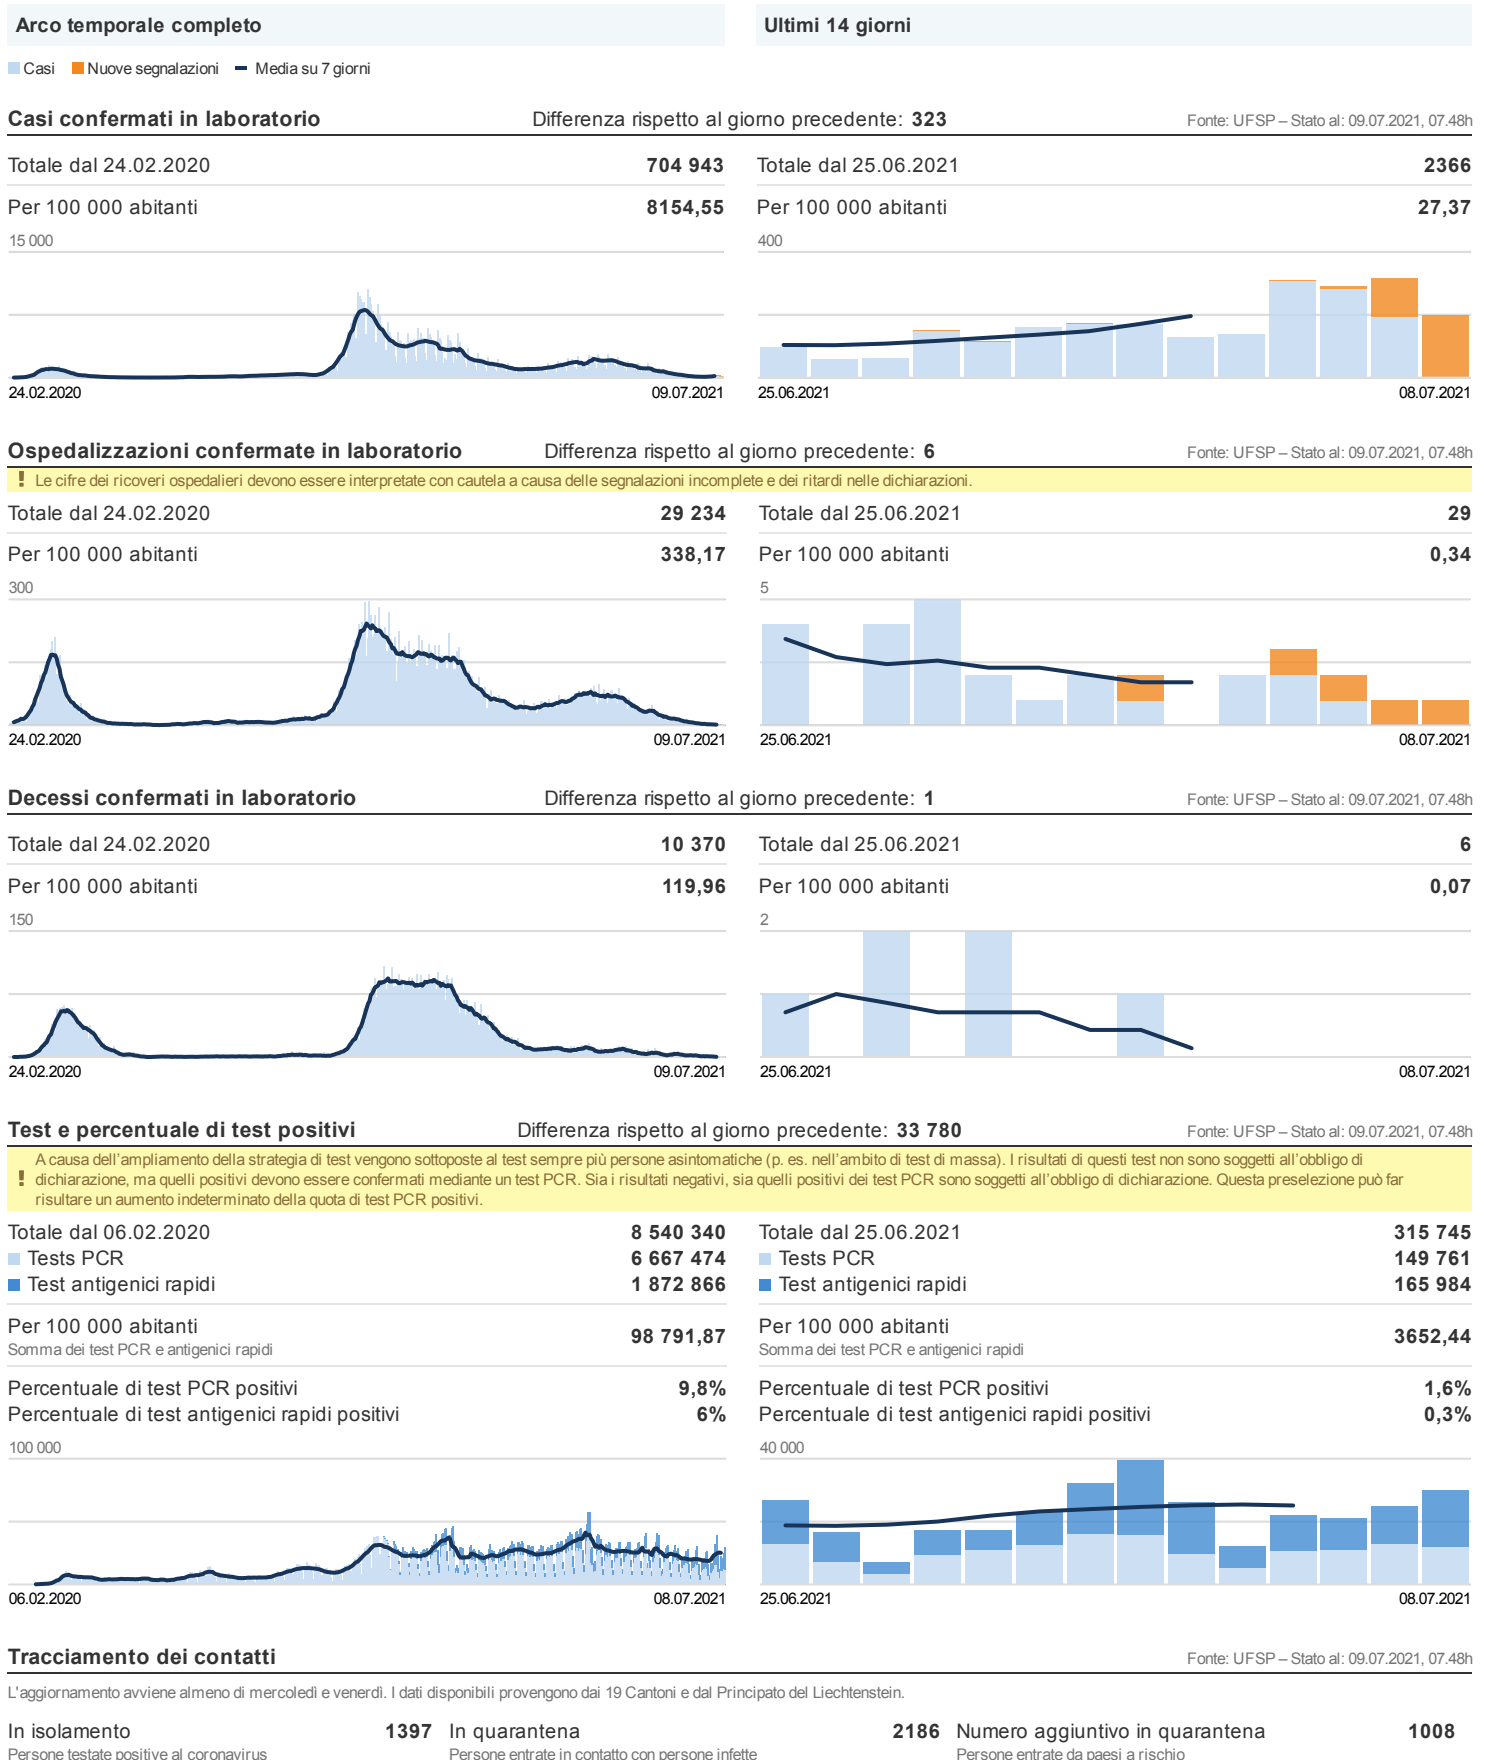 Arco temporale completo
Ultimi 14 giorni
Casi Nuove segnalazioni Media su 7 giorni
Casi confermati in laboratorio Differenza rispetto al giorno precedente: 323 Fonte: UFSP – Stato al: 09.07.2021, 07.48h
Totale dal 24.02.2020 704 943
Per 100 000 abitanti 8154,55
15 000
24.02.2020 09.07.2021
Totale dal 25.06.2021 2366
Per 100 000 abitanti 27,37
400
25.06.2021 08.07.2021
Ospedalizzazioni confermate in laboratorio Differenza rispetto al giorno precedente: 6 Fonte: UFSP – Stato al: 09.07.2021, 07.48h
! Le cifre dei ricoveri ospedalieri devono essere interpretate con cautela a causa delle segnalazioni incomplete e dei ritardi nelle dichiarazioni.
Totale dal 24.02.2020 29 234
Per 100 000 abitanti 338,17
300
24.02.2020 09.07.2021
Totale dal 25.06.2021 29
Per 100 000 abitanti 0,34
5
25.06.2021 08.07.2021
Decessi confermati in laboratorio Differenza rispetto al giorno precedente: 1 Fonte: UFSP – Stato al: 09.07.2021, 07.48h
Totale dal 24.02.2020 10 370
Per 100 000 abitanti 119,96
150
24.02.2020 09.07.2021
Totale dal 25.06.2021 6
Per 100 000 abitanti 0,07
2
25.06.2021 08.07.2021
Test e percentuale di test positivi Differenza rispetto al giorno precedente: 33 780 Fonte: UFSP – Stato al: 09.07.2021, 07.48h
A causa dell'ampliamento della strategia di test vengono sottoposte al test sempre più persone asintomatiche (p. es. nell'ambito di test di massa). I risultati di questi test non sono soggetti all'obbligo di
! dichiarazione, ma quelli positivi devono essere confermati mediante un test PCR. Sia i risultati negativi, sia quelli positivi dei test PCR sono soggetti all'obbligo di dichiarazione. Questa preselezione può far
risultare un aumento indeterminato della quota di test PCR positivi.
Totale dal 06.02.2020 8 540 340
Tests PCR 6 667 474
Test antigenici rapidi 1 872 866
Per 100 000 abitanti 98 791,87
Somma dei test PCR e antigenici rapidi
Percentuale di test PCR positivi 9,8%
Percentuale di test antigenici rapidi positivi 6%
100 000
06.02.2020 08.07.2021
Totale dal 25.06.2021 315 745
Tests PCR 149 761
Test antigenici rapidi 165 984
Per 100 000 abitanti 3652,44
Somma dei test PCR e antigenici rapidi
Percentuale di test PCR positivi 1,6%
Percentuale di test antigenici rapidi positivi 0,3%
40 000
25.06.2021 08.07.2021
Tracciamento dei contatti Fonte: UFSP – Stato al: 09.07.2021, 07.48h
L'aggiornamento avviene almeno di mercoledì e venerdì. I dati disponibili provengono dai 19 Cantoni e dal Principato del Liechtenstein.
In isolamento 1397
Persone testate positive al coronavirus
In quarantena 2186
Persone entrate in contatto con persone infette
Numero aggiuntivo in quarantena 1008
Persone entrate da paesi a rischio